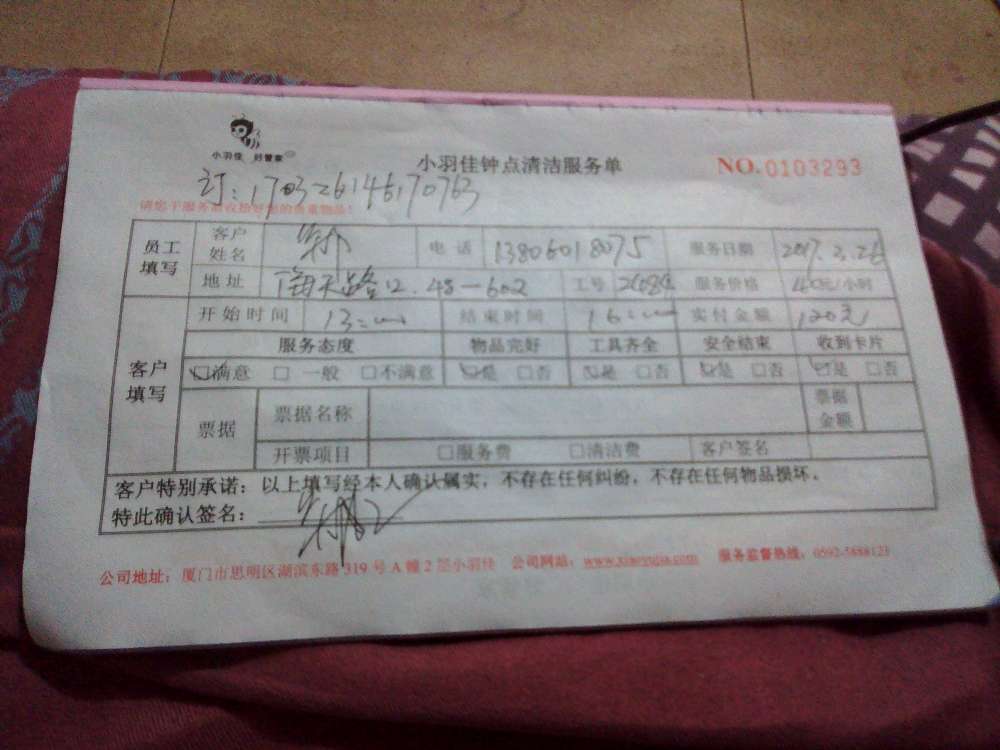 小羽佳 好管家
小羽佳钟点清洁服务单
NO.0103293
订:170326146170763
员工填写 客户姓名 电话 13806018075 服务日期 2017.3.26
地址 海天路12.48-602 工号 服务价格 40元/小时
客户填写 开始时间 13: 结束时间 16: 实付金额 120元
服务态度 物品完好 工具齐全 安全结束 收到卡片
☑满意 □ 一般 □不满意 ☑是 □否 ☑是 □否 ☑是 □否 ☑是 □否
票据 票据名称 票据金额
开票项目 □服务费 □清洁费 客户签名
客户特别承诺:以上填写经本人确认属实,不存在任何纠纷,不存在任何物品损坏。
特此确认签名:
公司地址:厦门市思明区湖滨东路319号A幢2层小羽佳 公司网站: 服务监督热线:0592-5888123